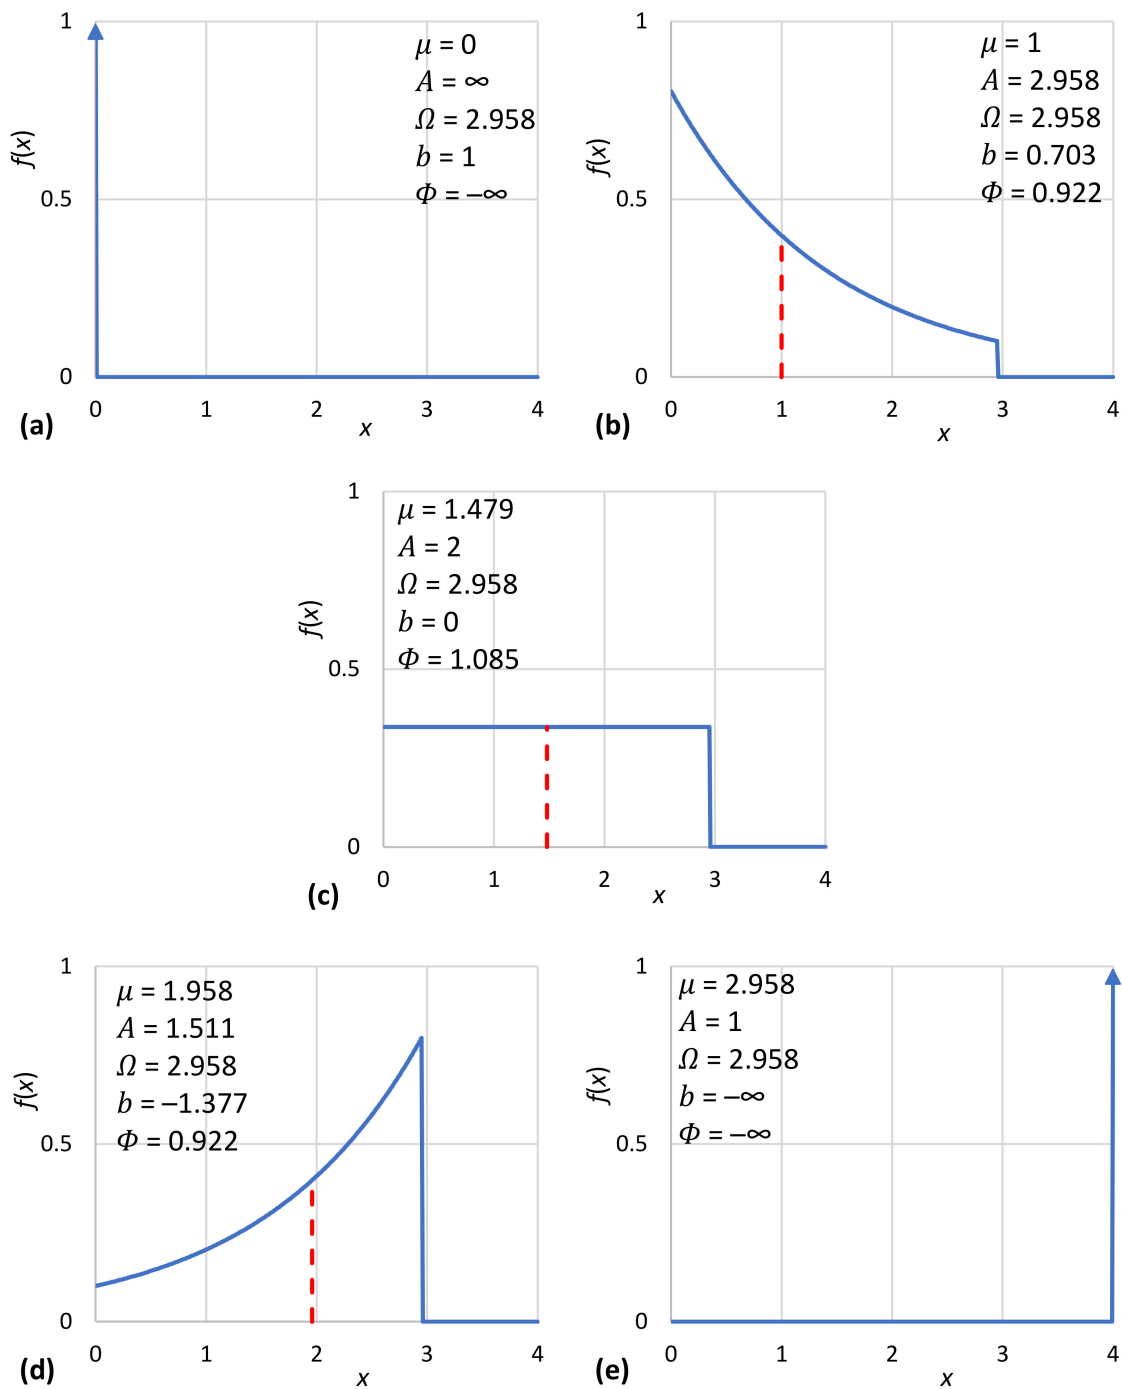 1
0.5
0
f(x)
μ = 0
A = ∞
Ω = 2.958
b = 1
Φ = −∞
0 1 2 3 4
x
(a)
1
0.5
0
f(x)
μ = 1
A = 2.958
Ω = 2.958
b = 0.703
Φ = 0.922
0 1 2 3 4
x
(b)
1
0.5
0
f(x)
μ = 1.479
A = 2
Ω = 2.958
b = 0
Φ = 1.085
0 1 2 3 4
x
(c)
1
0.5
0
f(x)
μ = 1.958
A = 1.511
Ω = 2.958
b = −1.377
Φ = 0.922
0 1 2 3 4
x
(d)
1
0.5
0
f(x)
μ = 2.958
A = 1
Ω = 2.958
b = −∞
Φ = −∞
0 1 2 3 4
x
(e)